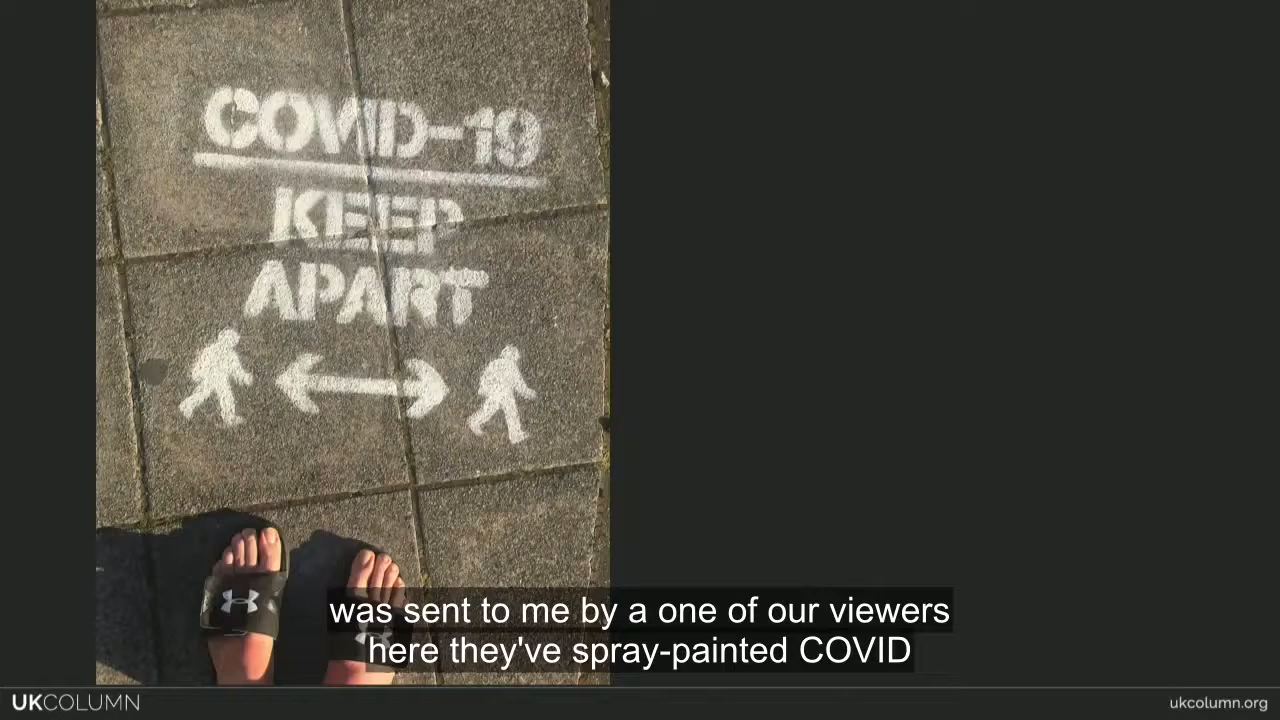 COVID-19
KEEP
APART
was sent to me by a one of our viewers
here they've spray-painted COVID
UKCOLUMN
ukcolumn.org